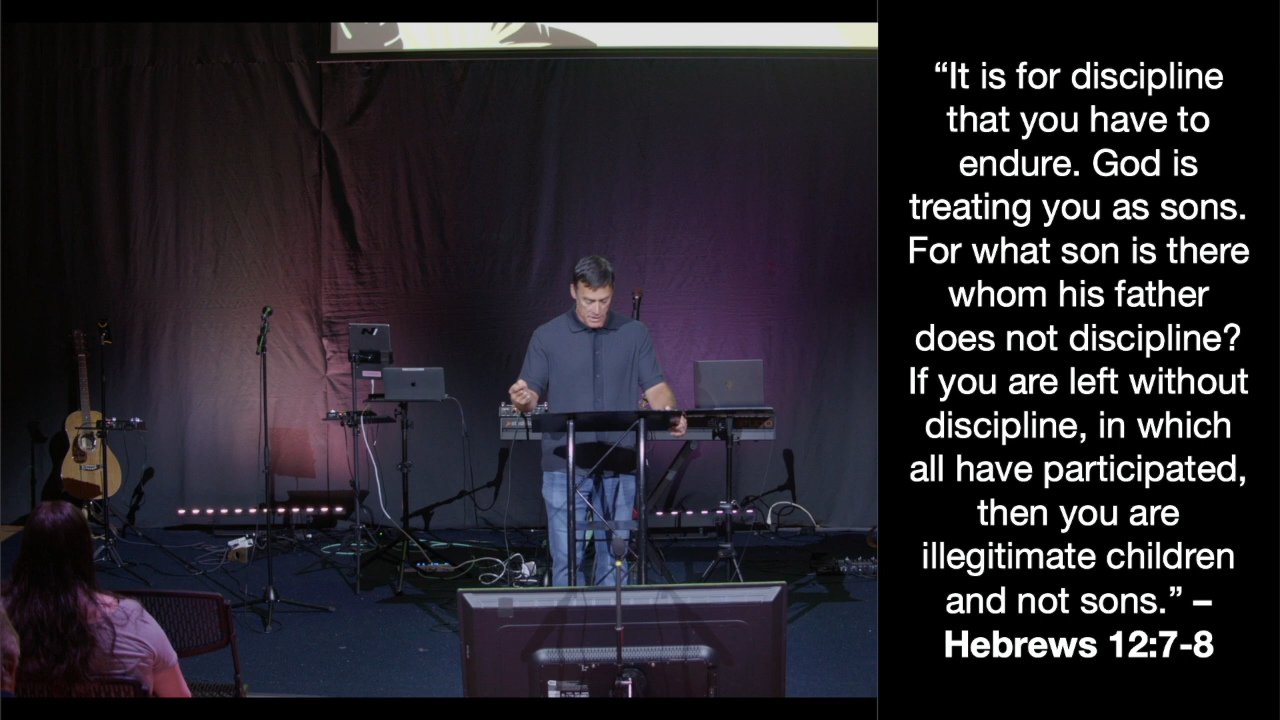 “It is for discipline
that you have to
endure. God is
treating you as sons.
For what son is there
whom his father
does not discipline?
If you are left without
discipline, in which
all have participated,
then you are
illegitimate children
and not sons.” –
Hebrews 12:7-8